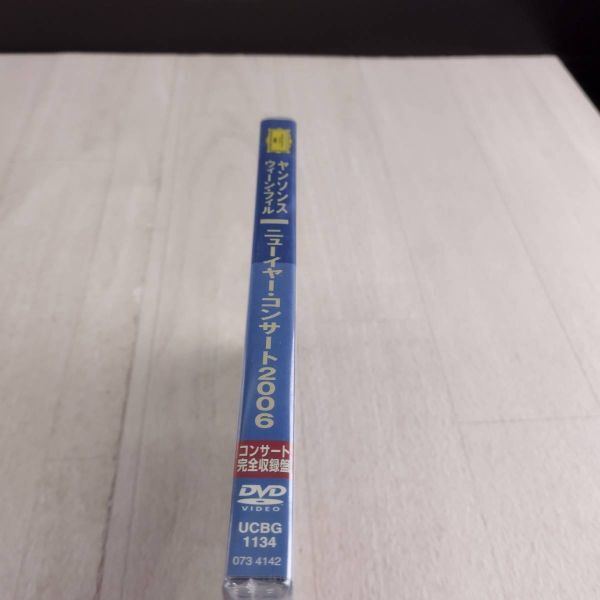 ヤンソンス
ウィーン・フィル
ニューイヤー・コンサート2006
コンサート
完全収録盤
DVD
VIDEO
UCBG
1134
073 4142